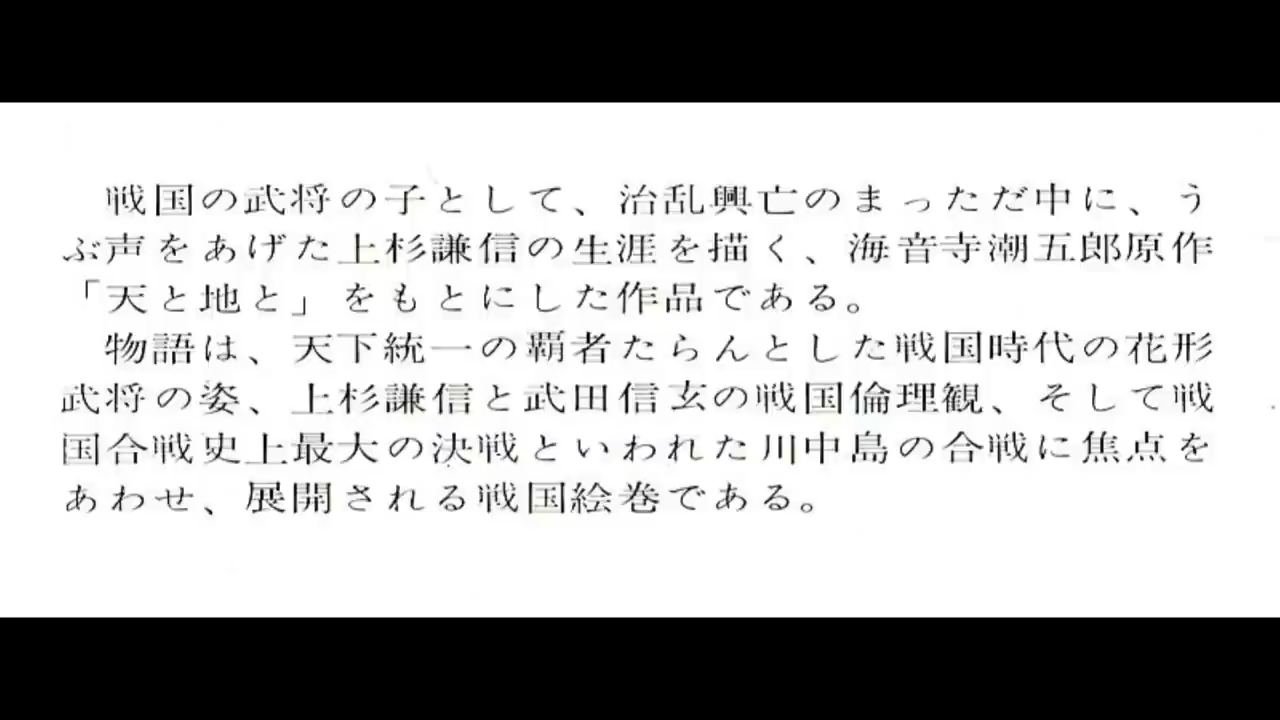 戦国の武将の子として、治乱興亡のまっただ中に、う
ぶ声をあげた上杉謙信の生涯を描く、海音寺潮五郎原作
「天と地と」をもとにした作品である。
物語は、天下統一の覇者たらんとした戦国時代の花形
武将の姿、上杉謙信と武田信玄の戦国倫理観、そして戦
国合戦史上最大の決戦といわれた川中島の合戦に焦点を
あわせ、展開される戦国絵巻である。